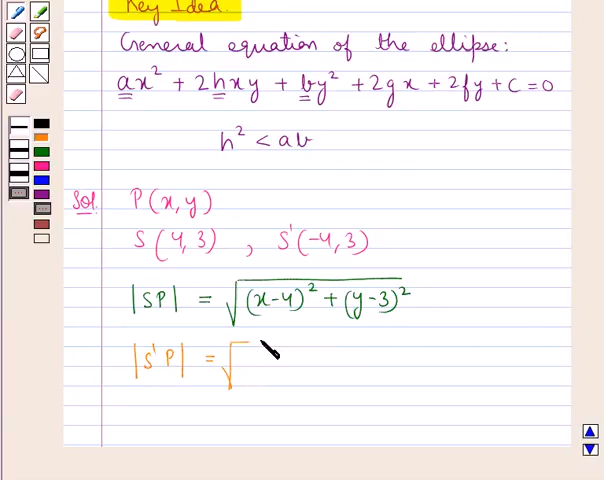 Key Idea.
General equation of the ellipse:
ax² + 2hxy + by² + 2gx + 2fy + c = 0
h² < ab
Sol. P(x, y)
S(4, 3) , S'(-4, 3)
|SP| = √((x-4)² + (y-3)²)
|S'P| = √